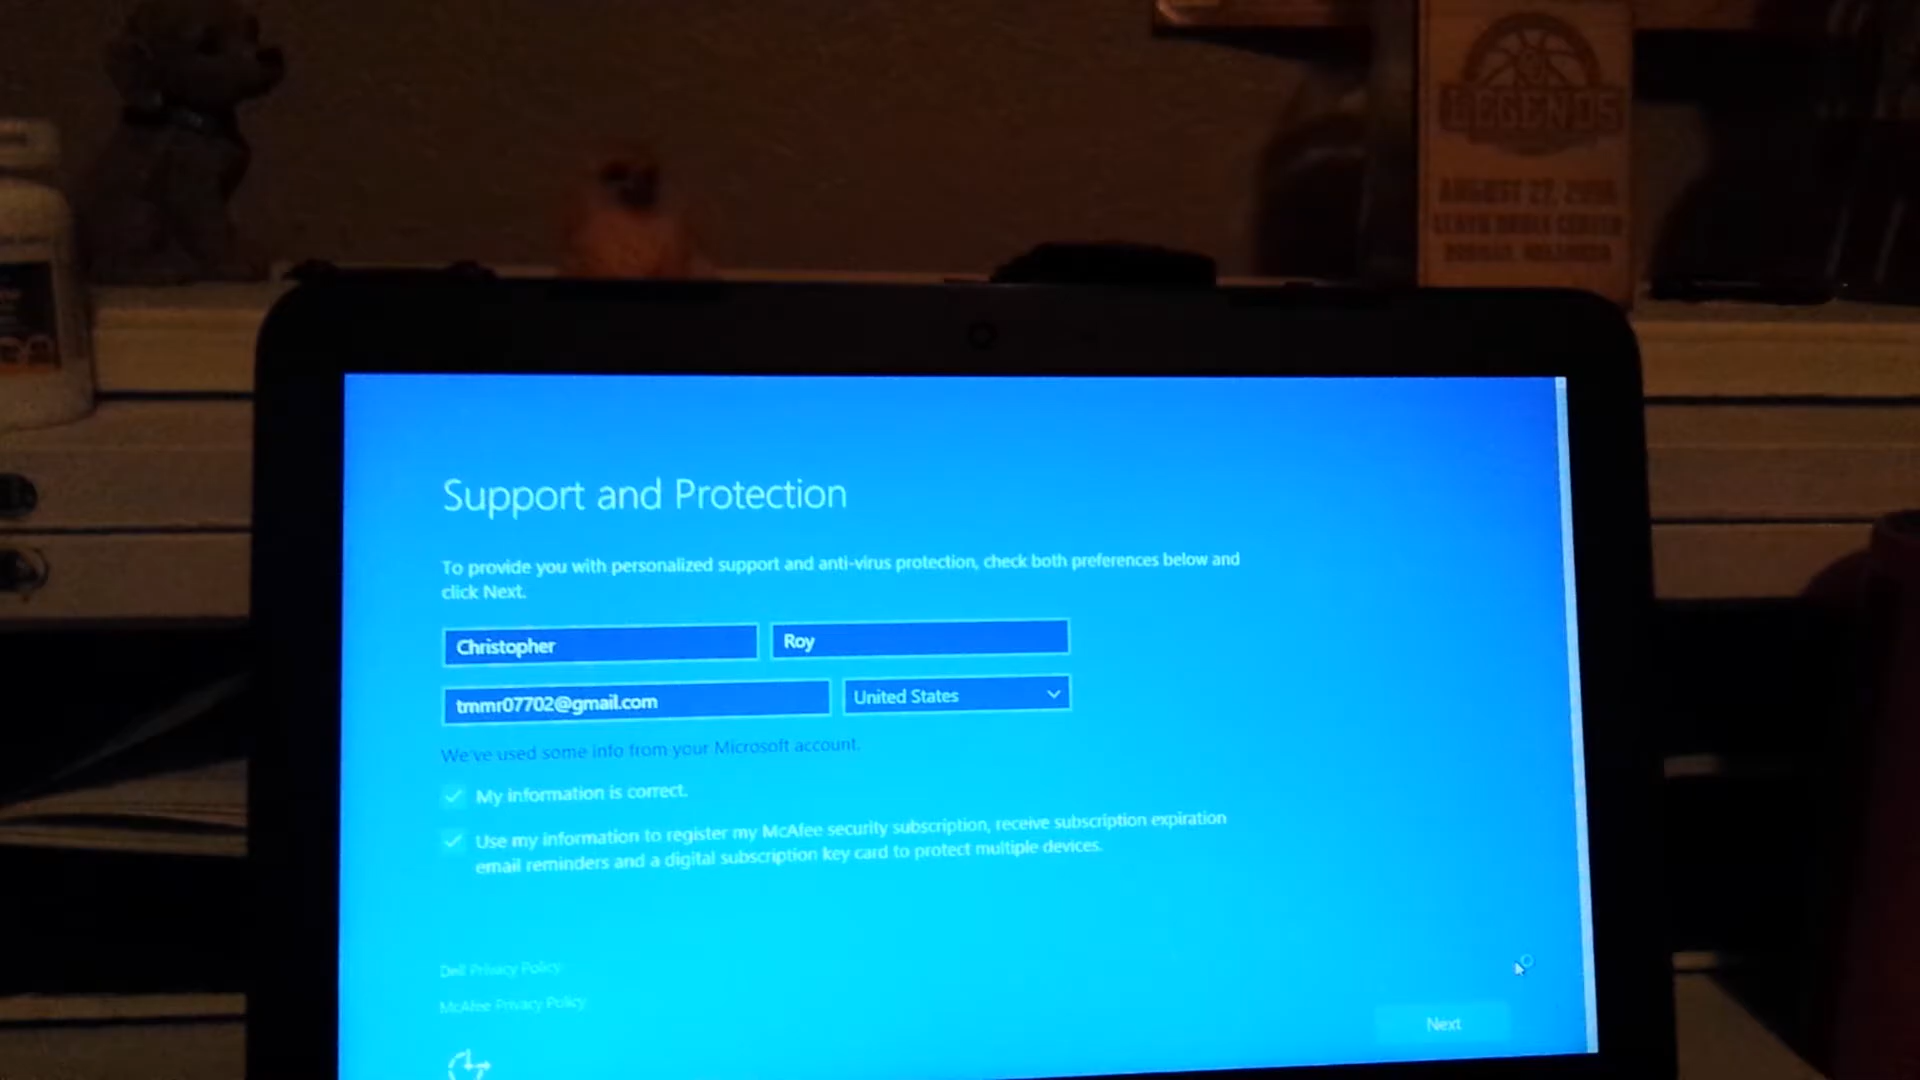 LEGENDS
Support and Protection
To provide you with personalized support and anti-virus protection, check both preferences below and
click Next.
Christopher
Roy
tmmr07702@gmail.com
United States
We've used some info from your Microsoft account.
My information is correct.
Use my information to register my McAfee security subscription, receive subscription expiration
email reminders and a digital subscription key card to protect multiple devices.
Dell Privacy Policy
McAfee Privacy Policy
Next